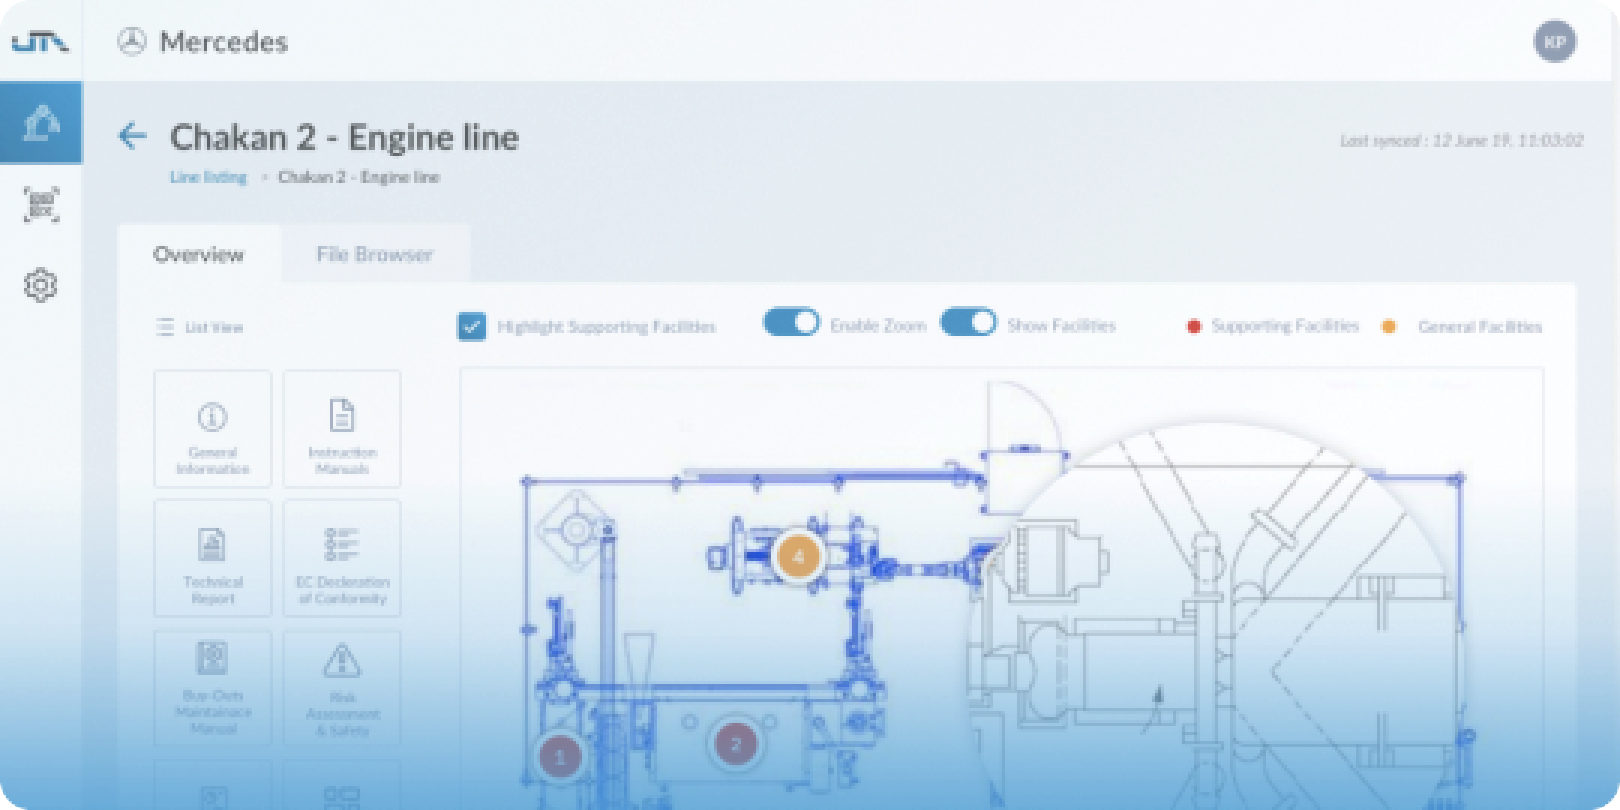 Mercedes
KP
Chakan 2 - Engine line
Last synced : 12 June 19, 11:03:02
Line listing > Chakan 2 - Engine line
Overview
File Browser
List View
Highlight Supporting Facilities
Enable Zoom
Show Facilities
Supporting Facilities
General Facilities
General
Information
Instruction
Manuals
Technical
Report
EC Decleration
of Conformity
Buy-Outs
Maintainace
Manual
Risk
Assessment
& Safety
4
1
2